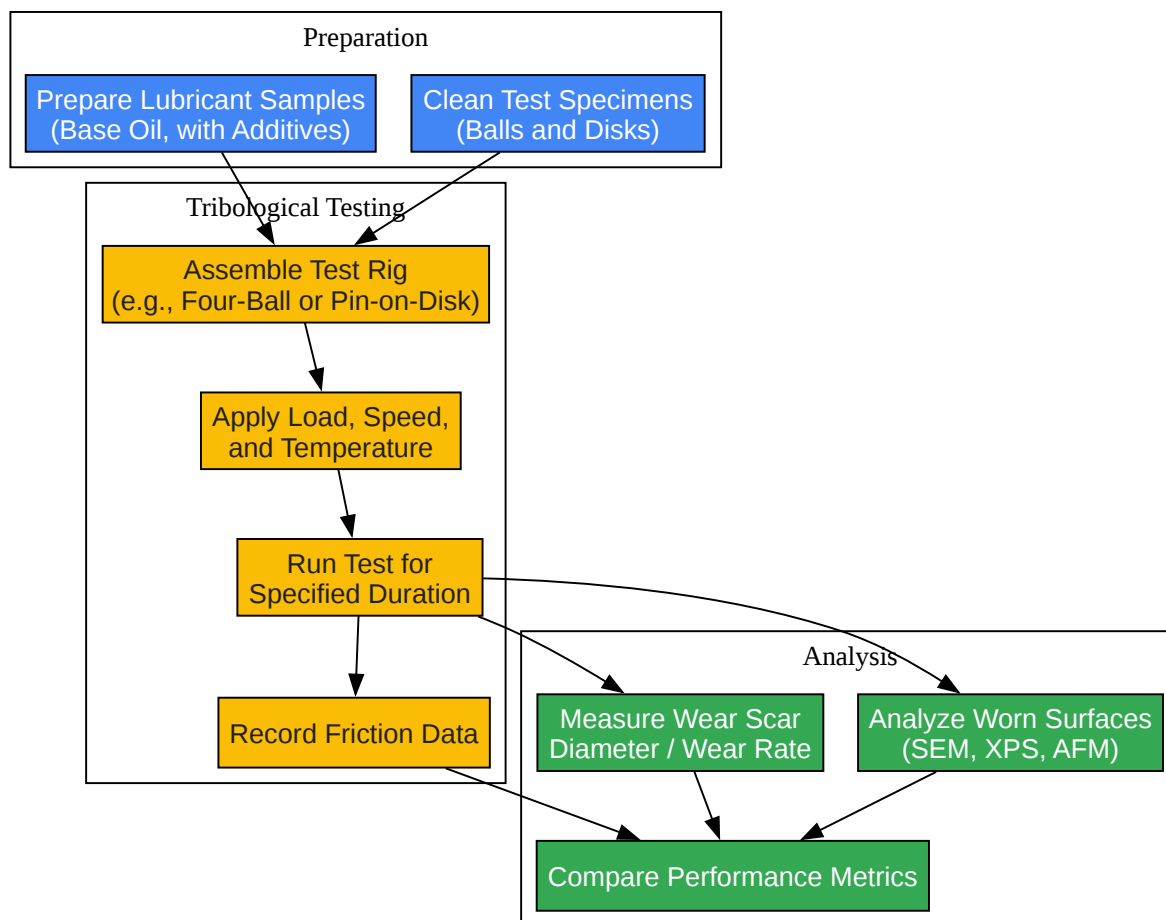 Preparation
Prepare Lubricant Samples
(Base Oil, with Additives)
Clean Test Specimens
(Balls and Disks)
Tribological Testing
Assemble Test Rig
(e.g., Four-Ball or Pin-on-Disk)
Apply Load, Speed,
and Temperature
Run Test for
Specified Duration
Record Friction Data
Analysis
Measure Wear Scar
Diameter / Wear Rate
Analyze Worn Surfaces
(SEM, XPS, AFM)
Compare Performance Metrics